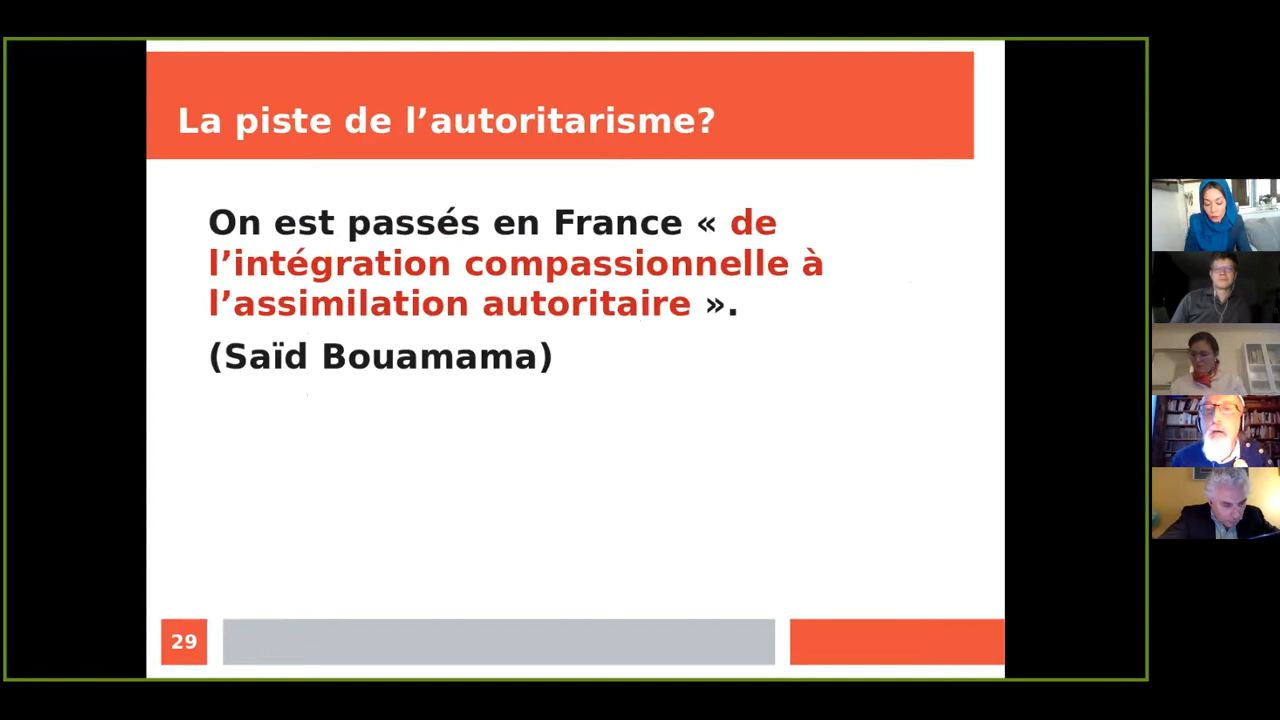 La piste de l’autoritarisme?
On est passés en France « de
l’intégration compassionnelle à
l’assimilation autoritaire ».
(Saïd Bouamama)
29